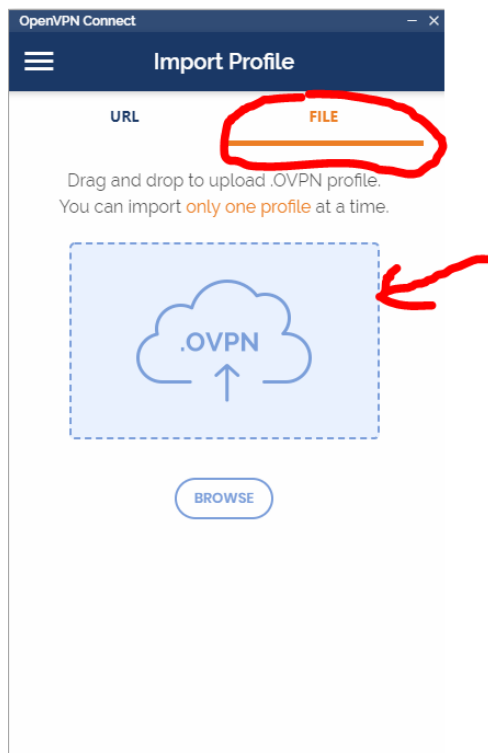 OpenVPN Connect
Import Profile
URL
FILE
Drag and drop to upload .OVPN profile.
You can import only one profile at a time.
.OVPN
BROWSE